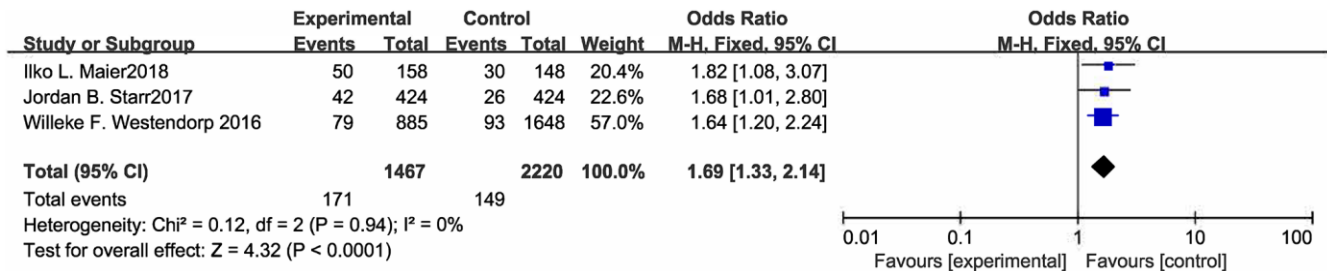 Experimental Control Odds Ratio Odds Ratio
Study or Subgroup Events Total Events Total Weight M-H, Fixed, 95% CI M-H, Fixed, 95% CI
Ilko L. Maier2018 50 158 30 148 20.4% 1.82 [1.08, 3.07]
Jordan B. Starr2017 42 424 26 424 22.6% 1.68 [1.01, 2.80]
Willeke F. Westendorp 2016 79 885 93 1648 57.0% 1.64 [1.20, 2.24]
Total (95% CI) 1467 2220 100.0% 1.69 [1.33, 2.14]
Total events 171 149
Heterogeneity: Chi² = 0.12, df = 2 (P = 0.94); I² = 0%
Test for overall effect: Z = 4.32 (P < 0.0001)
0.01 0.1 1 10 100
Favours [experimental] Favours [control]